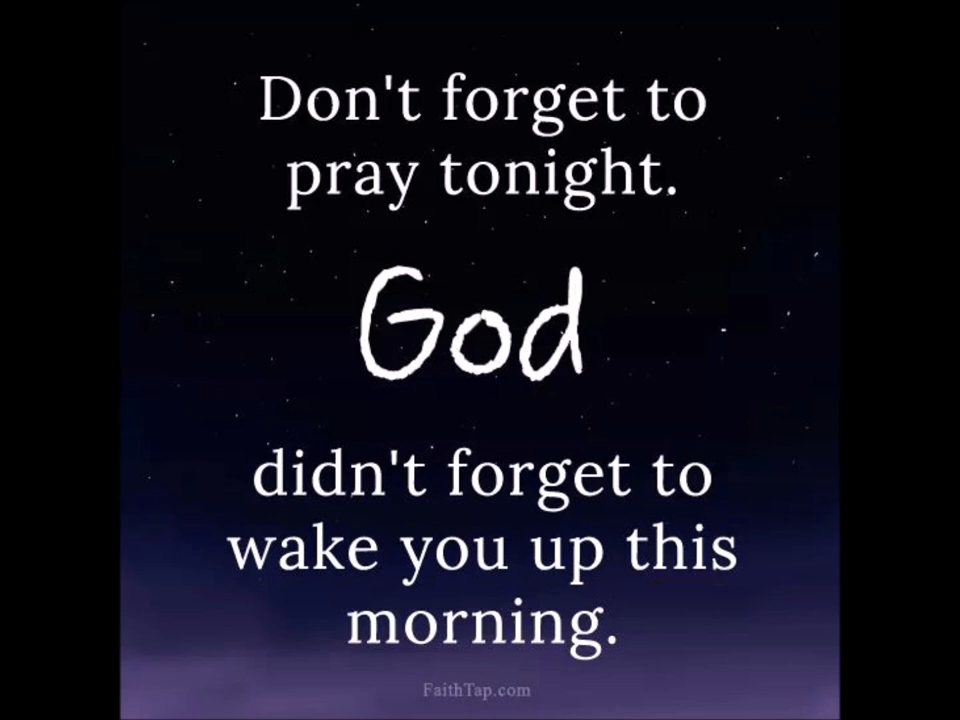 Don't forget to
pray tonight.
God
didn't forget to
wake you up this
morning.
FaithTap.com